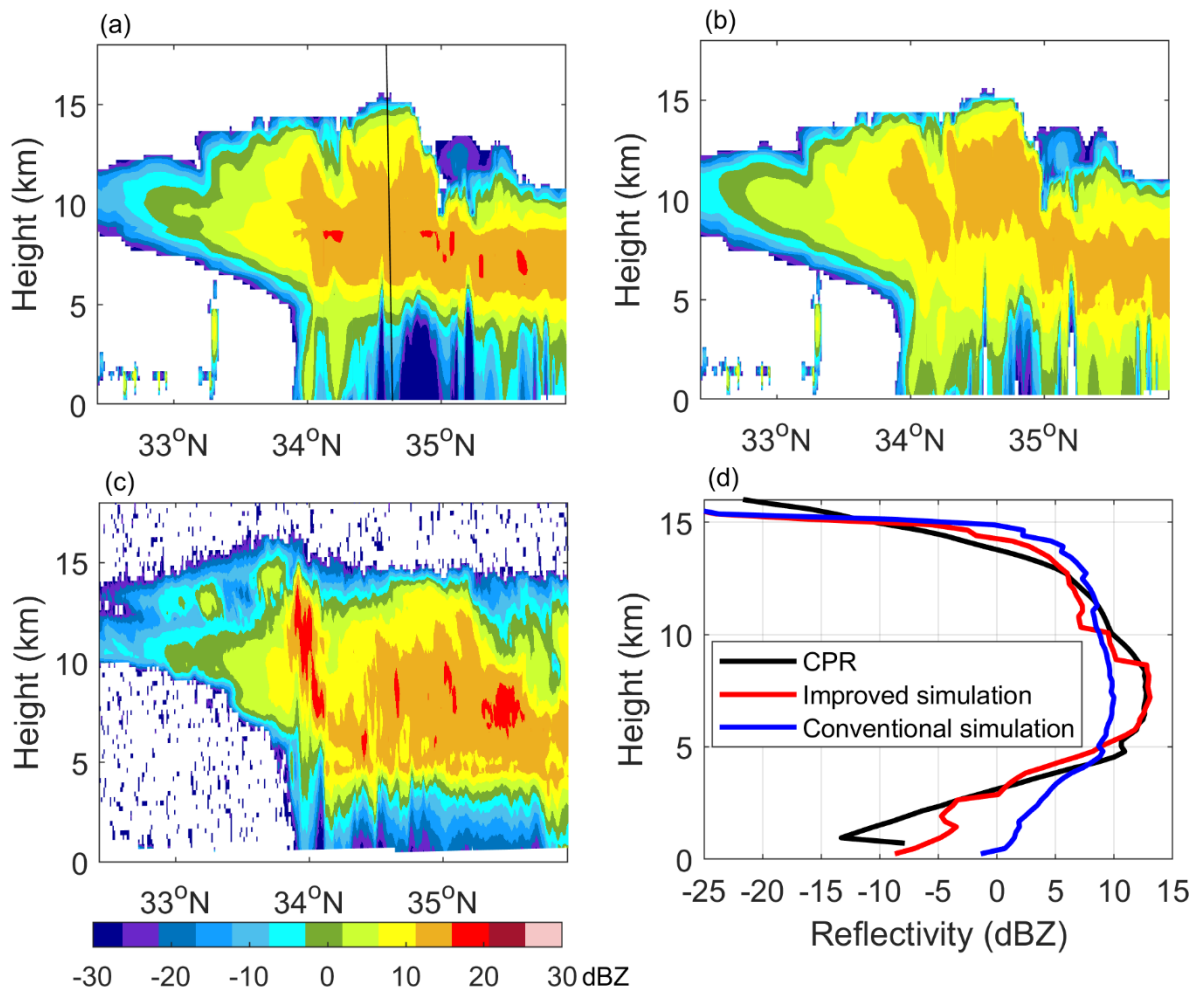 (a)
Height (km)
15
10
5
0
33°N 34°N 35°N
(b)
Height (km)
15
10
5
0
33°N 34°N 35°N
(c)
Height (km)
15
10
5
0
33°N 34°N 35°N
-30 -20 -10 0 10 20 30 dBZ
(d)
Height (km)
15
10
5
0
CPR
Improved simulation
Conventional simulation
-25 -20 -15 -10 -5 0 5 10 15
Reflectivity (dBZ)